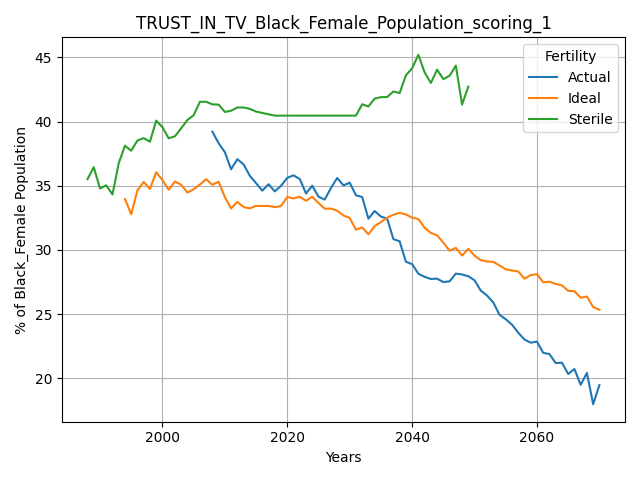 TRUST_IN_TV_Black_Female_Population_scoring_1
Fertility
Actual
Ideal
Sterile
% of Black_Female Population
45
40
35
30
25
20
2000
2020
2040
2060
Years